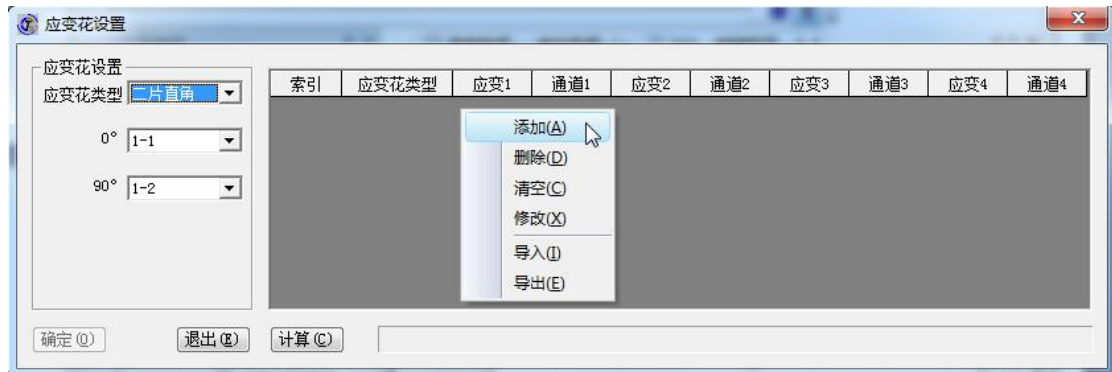 应变花设置
应变花设置
应变花类型 二片直角
0° 1-1
90° 1-2
索引 应变花类型 应变1 通道1 应变2 通道2 应变3 通道3 应变4 通道4
添加(A)
删除(D)
清空(C)
修改(X)
导入(I)
导出(E)
确定(O) 退出(E) 计算(C)